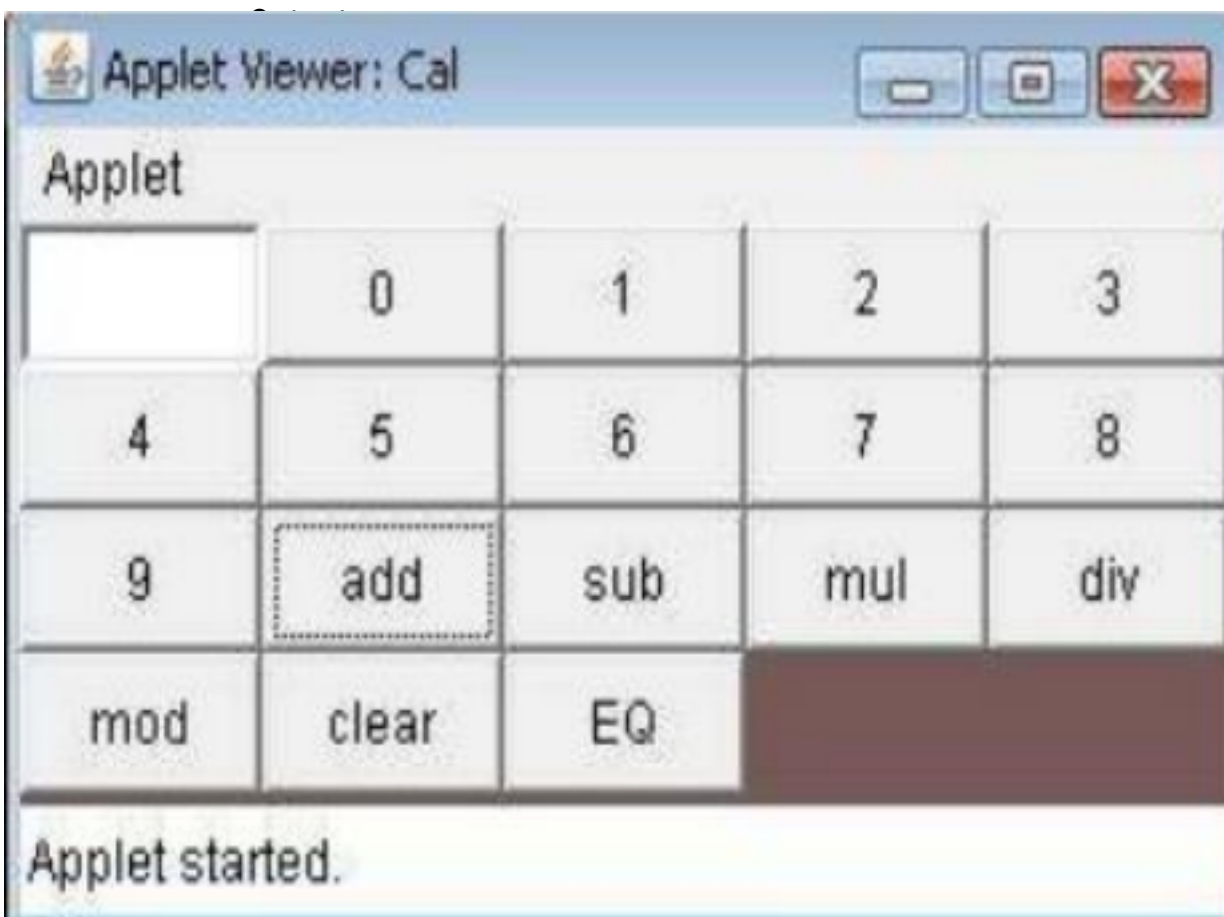 Applet Viewer: Cal
Applet
0 1 2 3
4 5 6 7 8
9 add sub mul div
mod clear EQ
Applet started.